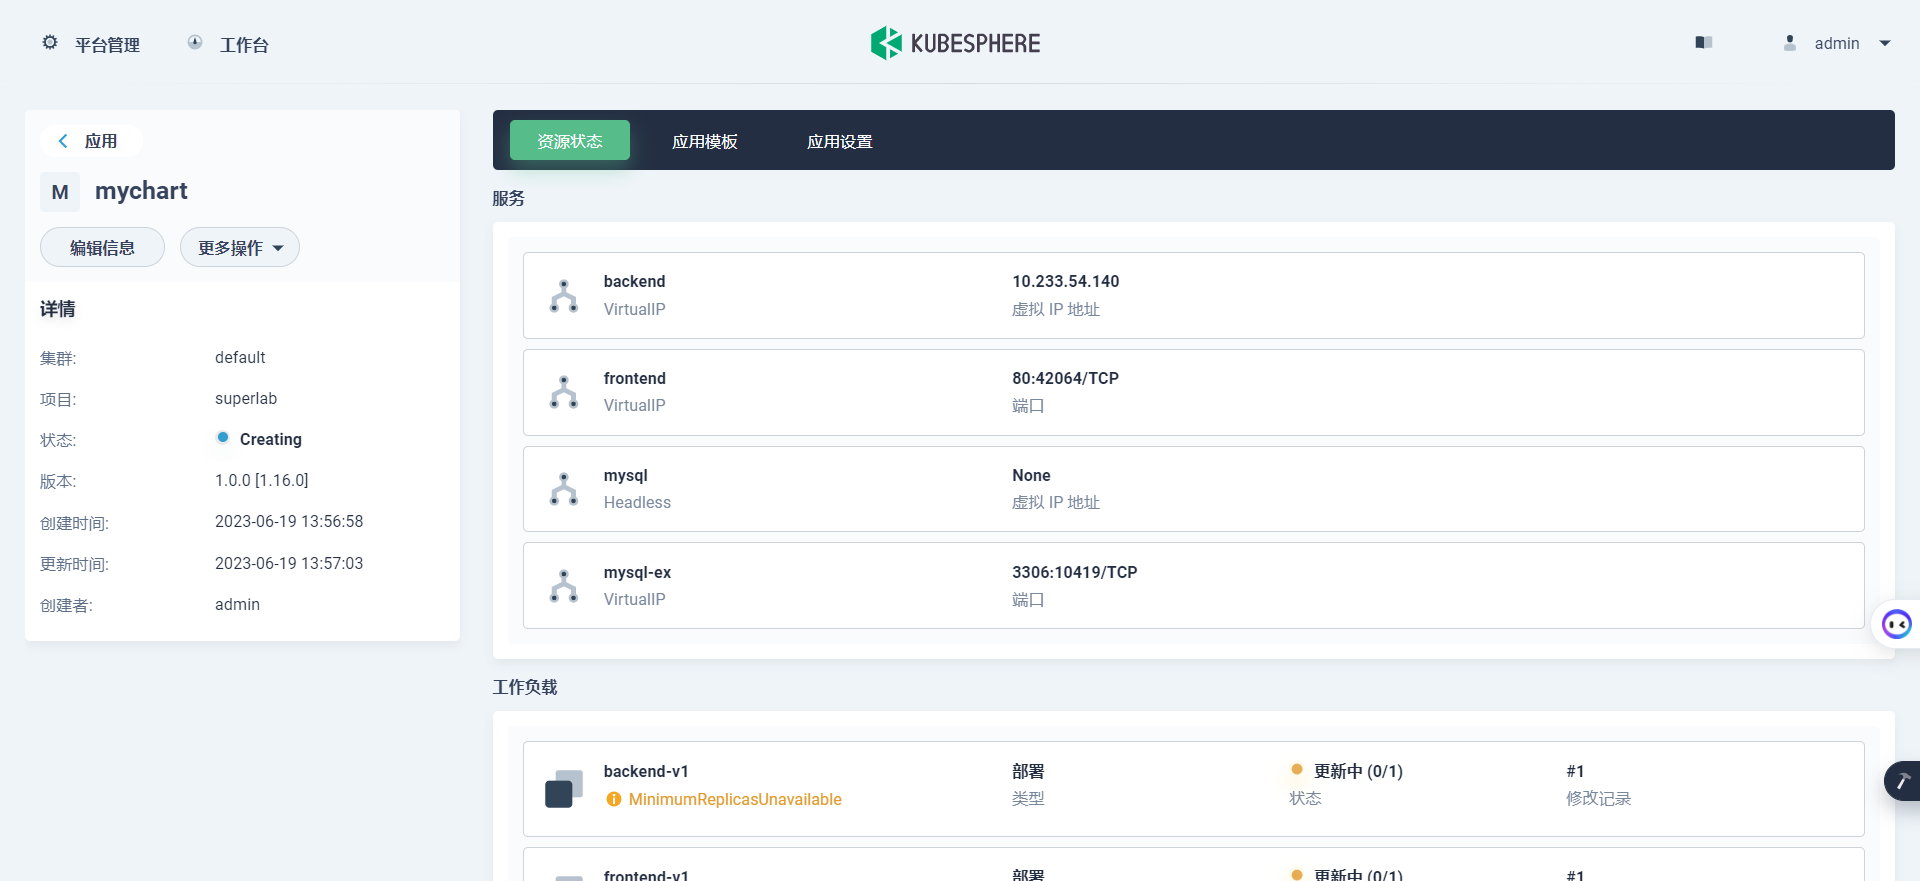 平台管理
工作台
KUBESPHERE
admin
应用
M
mychart
编辑信息
更多操作
详情
集群:
default
项目:
superlab
状态:
Creating
版本:
1.0.0 [1.16.0]
创建时间:
2023-06-19 13:56:58
更新时间:
2023-06-19 13:57:03
创建者:
admin
资源状态
应用模板
应用设置
服务
backend
VirtualIP
10.233.54.140
虚拟 IP 地址
frontend
VirtualIP
80:42064/TCP
端口
mysql
Headless
None
虚拟 IP 地址
mysql-ex
VirtualIP
3306:10419/TCP
端口
工作负载
backend-v1
MinimumReplicasUnavailable
部署
类型
更新中 (0/1)
状态
#1
修改记录
frontend-v1
部署
更新中 (0/1)
#1